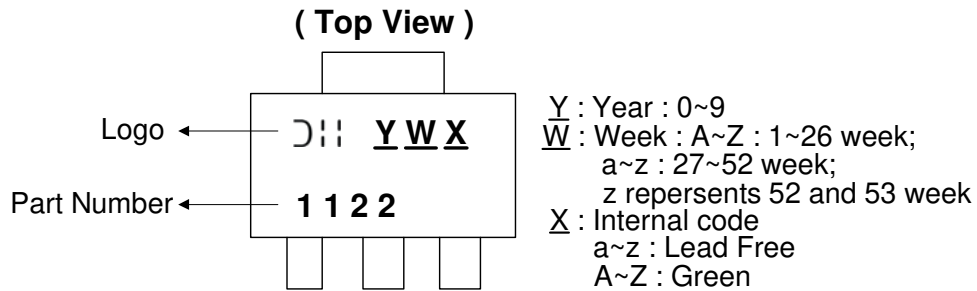 ( Top View )
Logo
Y W X
Part Number
1 1 2 2
Y : Year : 0~9
W : Week : A~Z : 1~26 week;
a~z : 27~52 week;
z repersents 52 and 53 week
X : Internal code
a~z : Lead Free
A~Z : Green